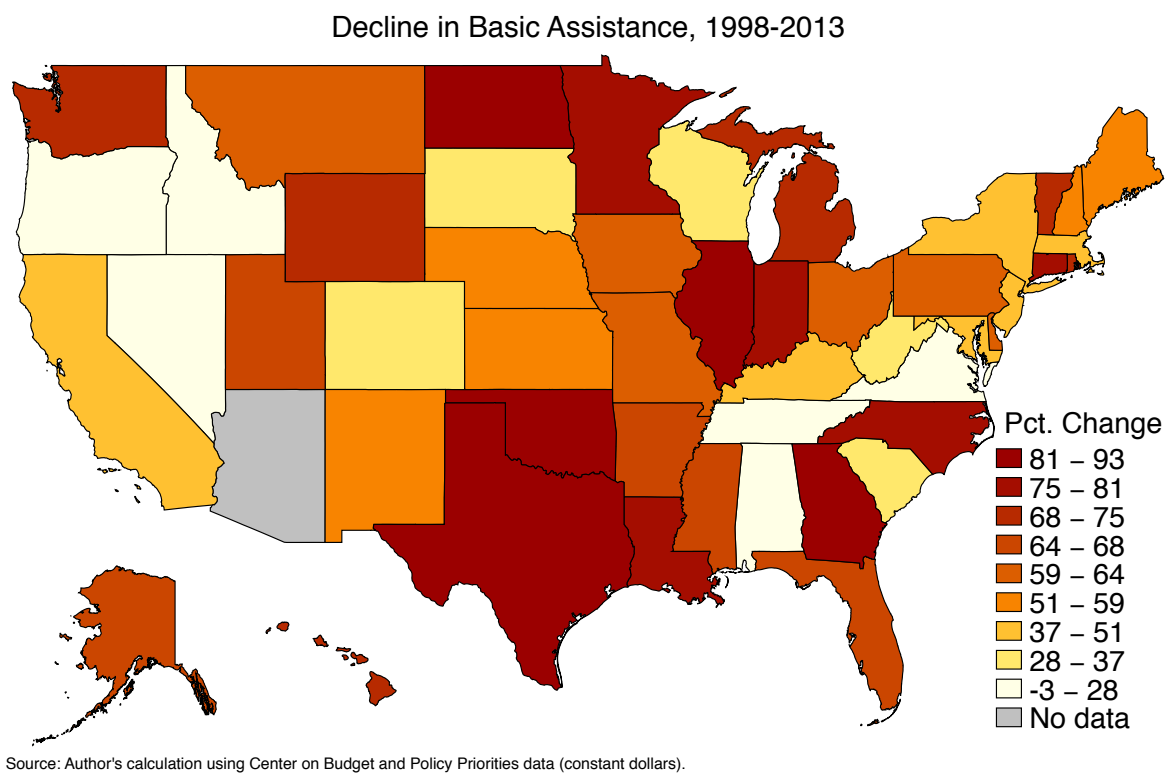 Decline in Basic Assistance, 1998-2013
Pct. Change
81 – 93
75 – 81
68 – 75
64 – 68
59 – 64
51 – 59
37 – 51
28 – 37
-3 – 28
No data
Source: Author's calculation using Center on Budget and Policy Priorities data (constant dollars).